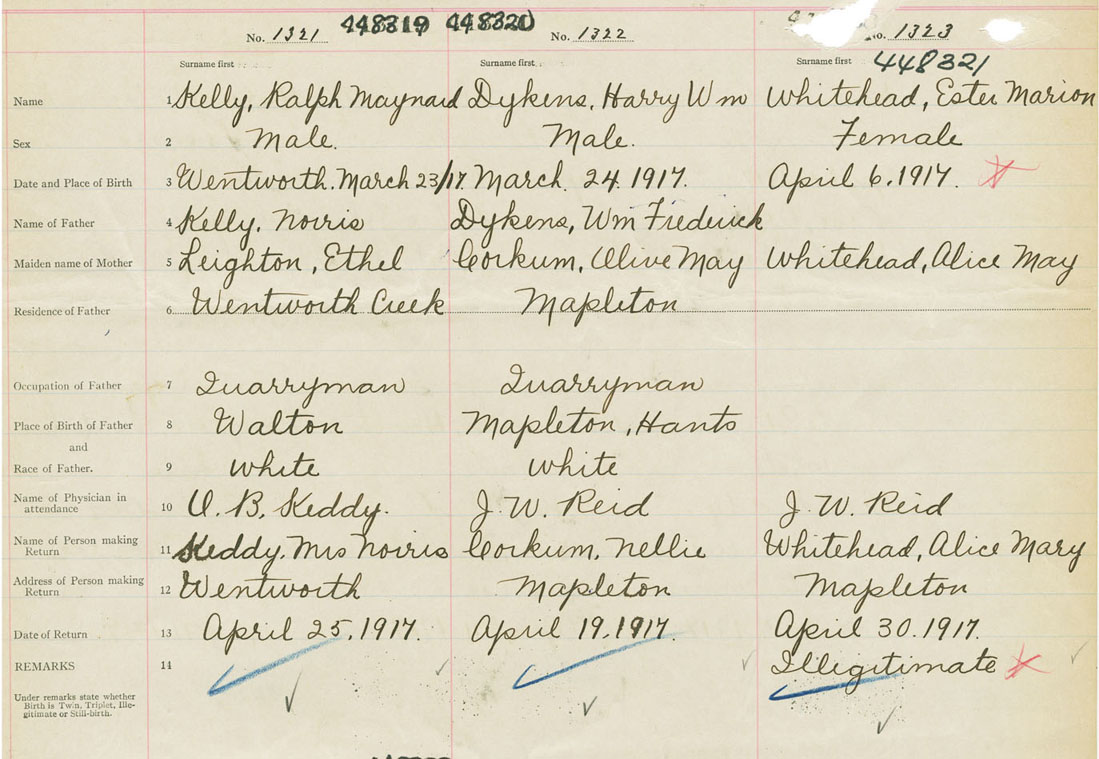 No. 1321 448319 448320 No. 1322 No. 1323
Surname first Surname first Surname first 448321
Name 1 Kelly, Ralph Maynard Dykens, Harry Wm Whitehead, Ester Marion
Sex 2 Male. Male. Female
Date and Place of Birth 3 Wentworth. March 23/17. March 24. 1917. April 6. 1917.
Name of Father 4 Kelly, Norris Dykens, Wm Frederick
Maiden name of Mother 5 Leighton, Ethel Corkum, Olive May Whitehead, Alice May
Residence of Father 6 Wentworth Creek Mapleton
Occupation of Father 7 Quarryman Quarryman
Place of Birth of Father 8 Walton Mapleton, Hants
and
Race of Father. 9 White White
Name of Physician in
attendance 10 U. B. Keddy. J. W. Reid J. W. Reid
Name of Person making
Return 11 Keddy, Mrs Norris Corkum, Nellie Whitehead, Alice Mary
Address of Person making
Return 12 Wentworth Mapleton Mapleton
Date of Return 13 April 25, 1917. April 19, 1917. April 30. 1917.
REMARKS 14 Illegitimate
Under remarks state whether
Birth is Twin, Triplet, Ille-
gitimate or Still-birth.